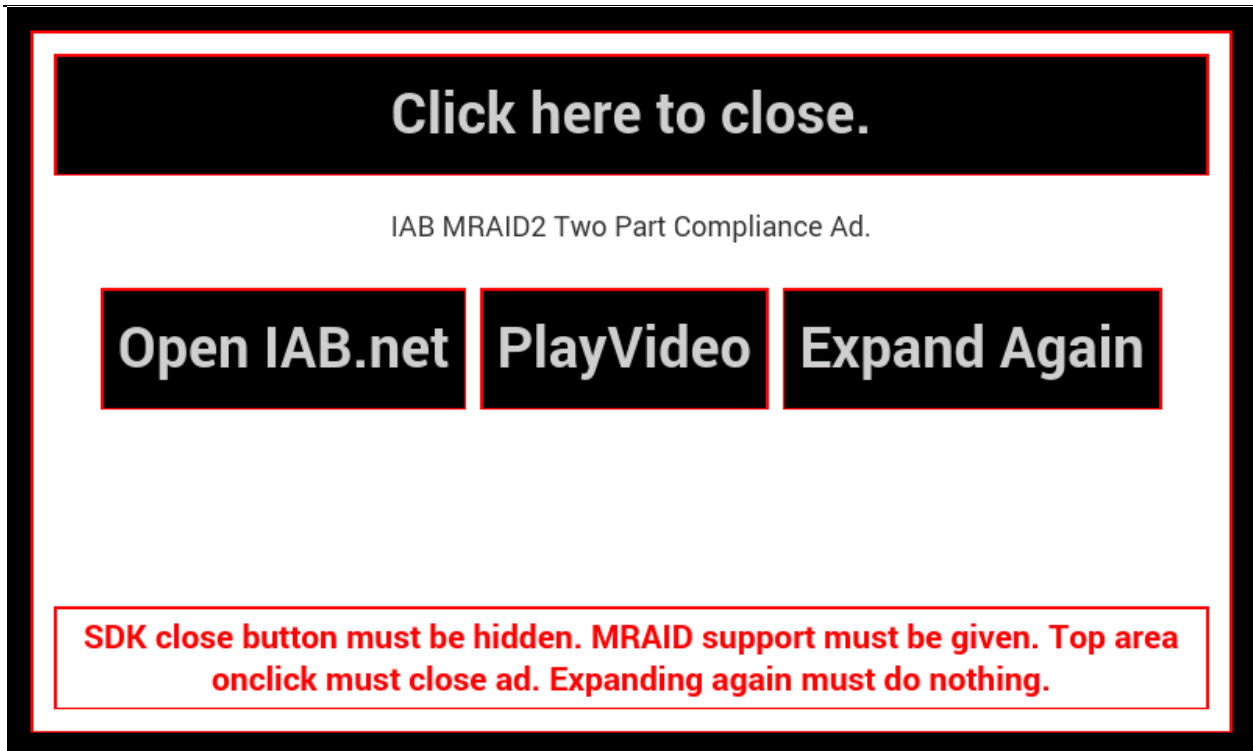 Click here to close.
IAB MRAID2 Two Part Compliance Ad.
Open IAB.net PlayVideo Expand Again
SDK close button must be hidden. MRAID support must be given. Top area
onclick must close ad. Expanding again must do nothing.